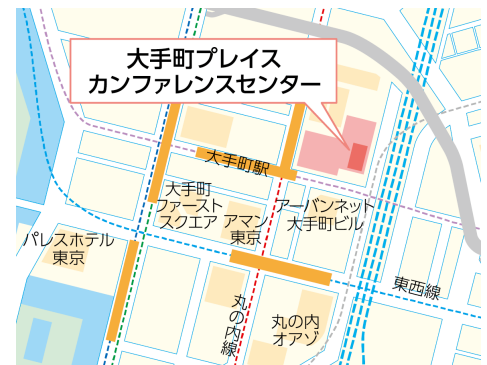 大手町プレイス
カンファレンスセンター
大手町駅
大手町
ファースト
スクエア
アマン
東京
アーバンネット
大手町ビル
パレスホテル
東京
東西線
丸の内線
丸の内
オアゾ